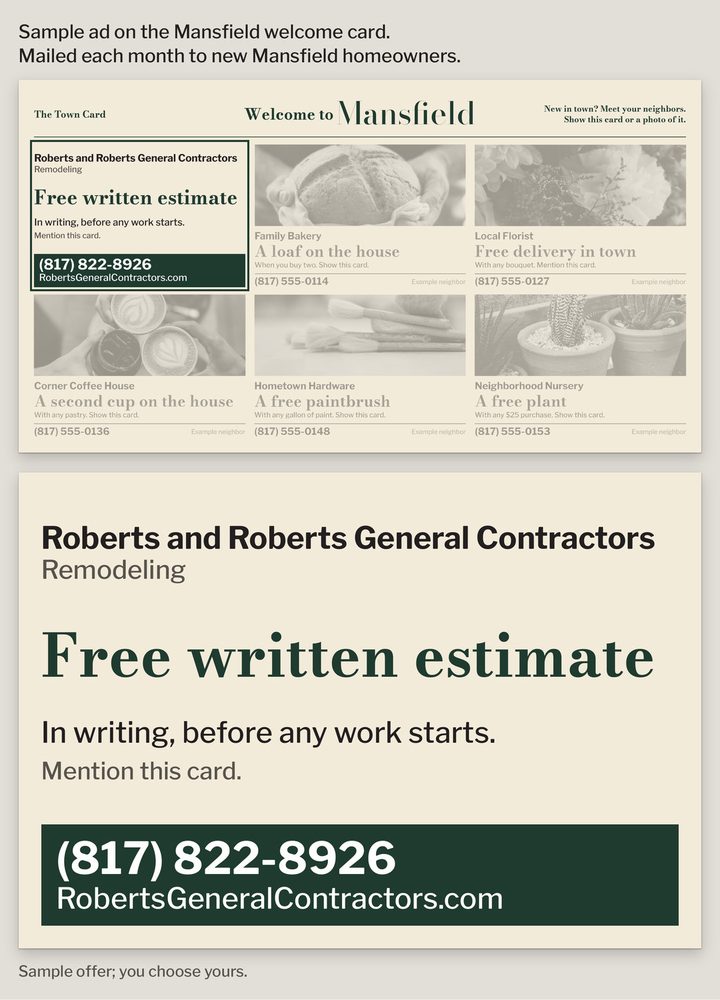 Sample ad on the Mansfield welcome card.
Mailed each month to new Mansfield homeowners.
The Town Card
Welcome to Mansfield
New in town? Meet your neighbors.
Show this card or a photo of it.
Roberts and Roberts General Contractors
Remodeling
Free written estimate
In writing, before any work starts.
Mention this card.
(817) 822-8926
RobertsGeneralContractors.com
Family Bakery
A loaf on the house
When you buy two. Show this card.
(817) 555-0114
Example neighbor
Local Florist
Free delivery in town
With any bouquet. Mention this card.
(817) 555-0127
Example neighbor
Corner Coffee House
A second cup on the house
With any pastry. Show this card.
(817) 555-0136
Example neighbor
Hometown Hardware
A free paintbrush
With any gallon of paint. Show this card.
(817) 555-0148
Example neighbor
Neighborhood Nursery
A free plant
With any $25 purchase. Show this card.
(817) 555-0153
Example neighbor
Roberts and Roberts General Contractors
Remodeling
Free written estimate
In writing, before any work starts.
Mention this card.
(817) 822-8926
RobertsGeneralContractors.com
Sample offer; you choose yours.